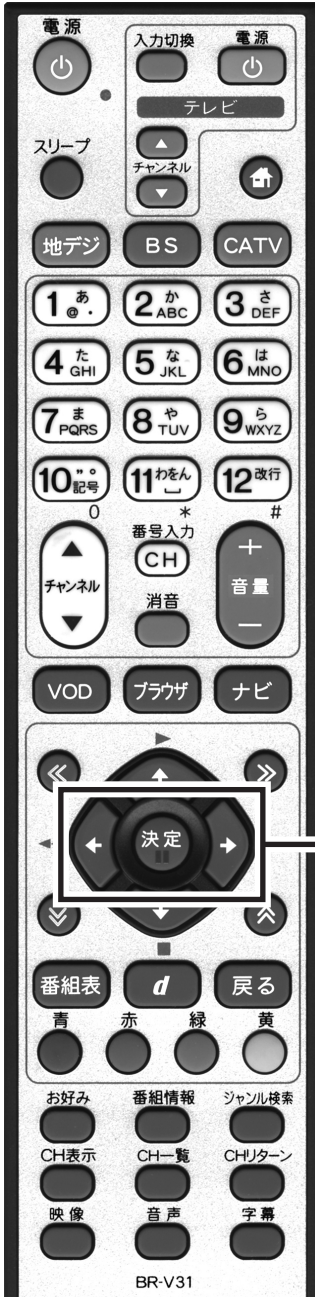 電源
入力切換 電源
テレビ
スリープ
チャンネル
地デジ BS CATV
1 あ @. 2 か ABC 3 さ DEF
4 た GHI 5 な JKL 6 は MNO
7 ま PQRS 8 や TUV 9 ら WXYZ
10 ゛゜ 記号 11 わをん 12 改行
0 * #
番号入力
チャンネル CH + 音量 -
消音
VOD ブラウザ ナビ
決定
番組表 d 戻る
青 赤 緑 黄
お好み 番組情報 ジャンル検索
CH表示 CH一覧 CHリターン
映像 音声 字幕
BR-V31